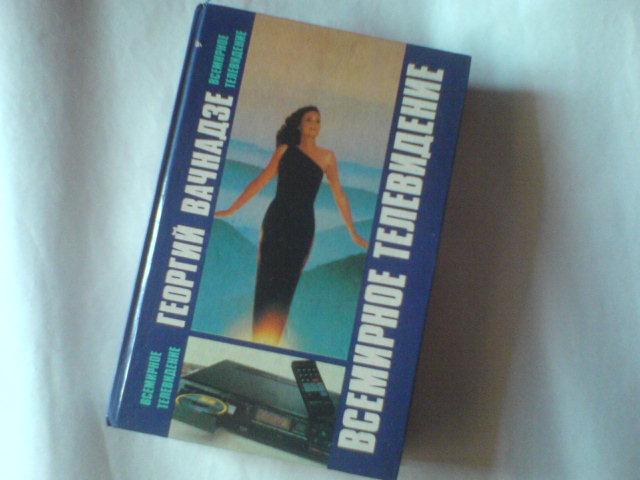 ВСЕМИРНОЕ
ТЕЛЕВИДЕНИЕ
ГЕОРГИЙ ВАЧНАДЗЕ
ВСЕМИРНОЕ
ТЕЛЕВИДЕНИЕ
ВСЕМИРНОЕ ТЕЛЕВИДЕНИЕ